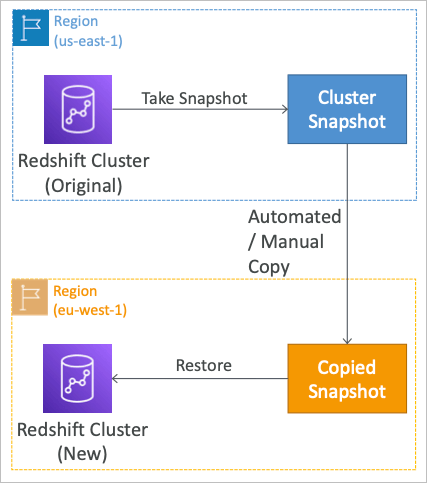 Region
(us-east-1)
Take Snapshot
Cluster
Snapshot
Redshift Cluster
(Original)
Automated
/ Manual
Copy
Region
(eu-west-1)
Restore
Copied
Snapshot
Redshift Cluster
(New)